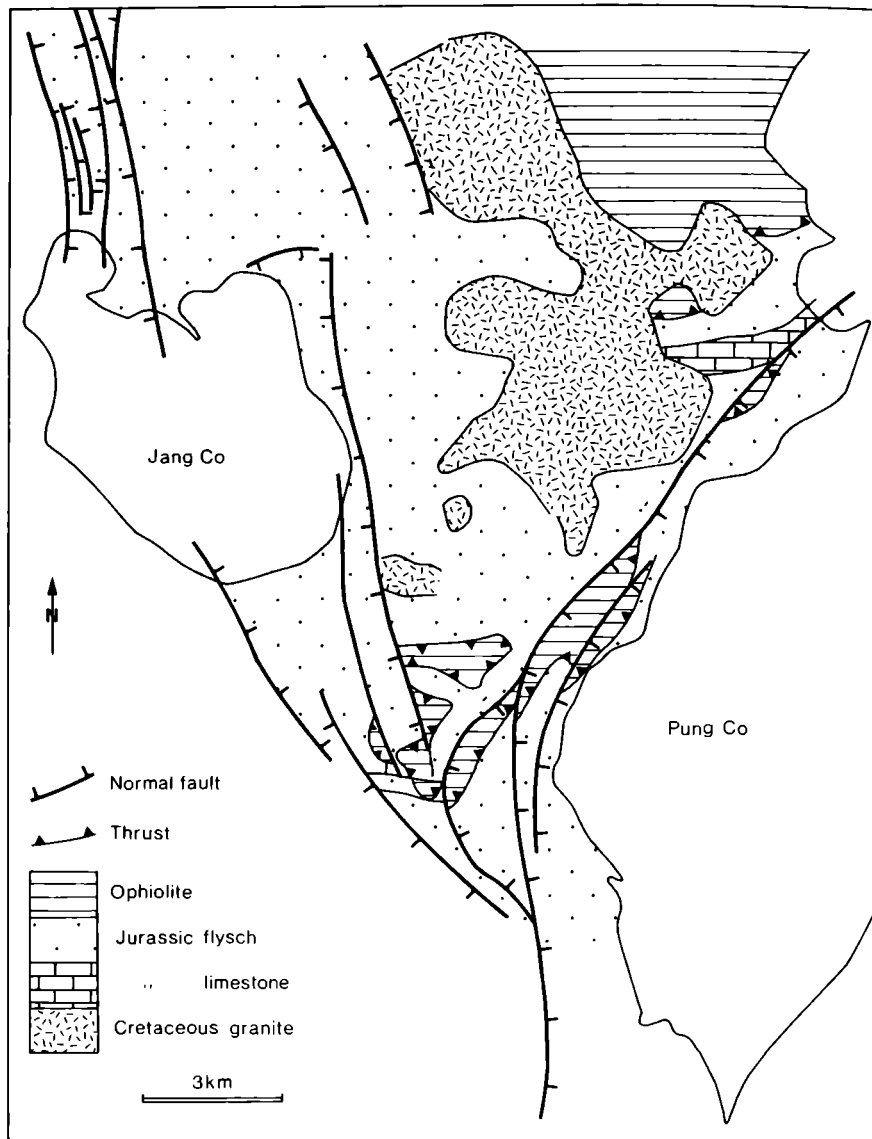 Jang Co
N
Pung Co
Normal fault
Thrust
Ophiolite
Jurassic flysch
,, limestone
Cretaceous granite
3km